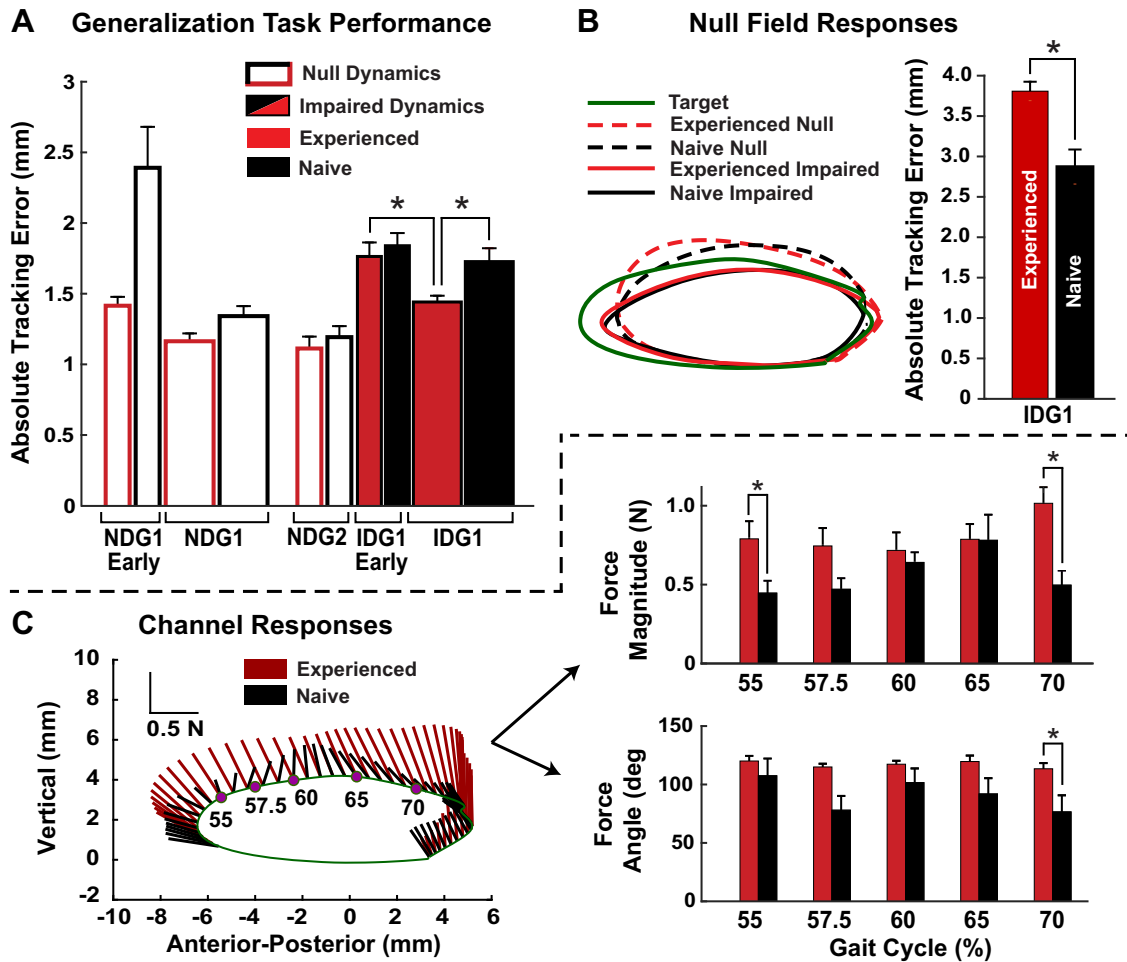 A Generalization Task Performance
Absolute Tracking Error (mm)
3
2.5
2
1.5
1
0.5
0
Null Dynamics
Impaired Dynamics
Experienced
Naive
*
*
NDG1 Early
NDG1
NDG2
IDG1 Early
IDG1
B Null Field Responses
Target
Experienced Null
Naive Null
Experienced Impaired
Naive Impaired
Absolute Tracking Error (mm)
4.0
3.0
2.0
1.5
1.0
0.5
0
*
Experienced
Naive
IDG1
C Channel Responses
Experienced
Naive
0.5 N
Vertical (mm)
10
8
6
4
2
0
-2
55
57.5
60
65
70
-10 -8 -6 -4 -2 0 2 4 6
Anterior-Posterior (mm)
Force
Magnitude (N)
1.0
0.5
0
*
*
55 57.5 60 65 70
Force
Angle (deg
150
100
50
0
*
55 57.5 60 65 70
Gait Cycle (%)